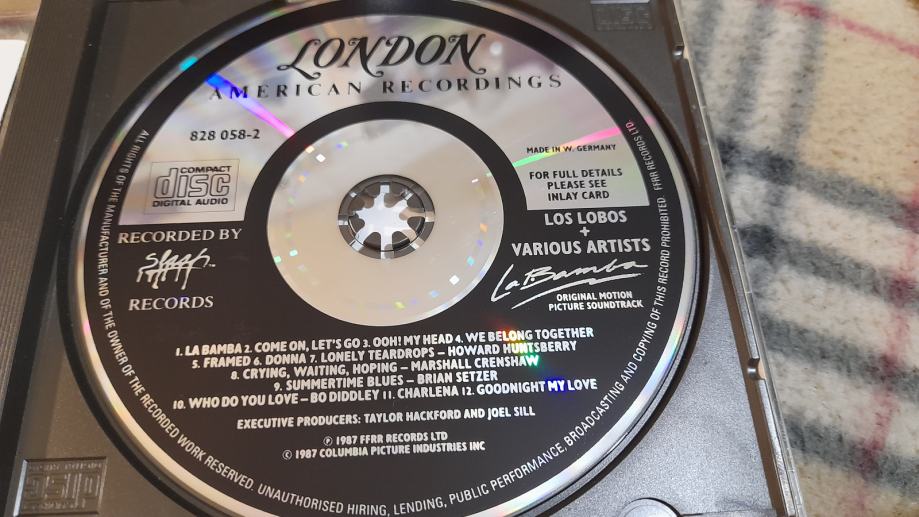 LONDON
AMERICAN RECORDINGS
828 058-2
COMPACT
disc
DIGITAL AUDIO
MADE IN W. GERMANY
FOR FULL DETAILS
PLEASE SEE
INLAY CARD
RECORDED BY
slash
RECORDS
LOS LOBOS
+
VARIOUS ARTISTS
La Bamba
ORIGINAL MOTION
PICTURE SOUNDTRACK
1. LA BAMBA 2. COME ON, LET'S GO 3. OOH! MY HEAD 4. WE BELONG TOGETHER
5. FRAMED 6. DONNA 7. LONELY TEARDROPS – HOWARD HUNTSBERRY
8. CRYING, WAITING, HOPING – MARSHALL CRENSHAW
9. SUMMERTIME BLUES – BRIAN SETZER
10. WHO DO YOU LOVE – BO DIDDLEY 11. CHARLENA 12. GOODNIGHT MY LOVE
EXECUTIVE PRODUCERS: TAYLOR HACKFORD AND JOEL SILL
℗ 1987 FFRR RECORDS LTD
© 1987 COLUMBIA PICTURE INDUSTRIES INC
ALL RIGHTS OF THE MANUFACTURER AND OF THE OWNER OF THE RECORDED WORK RESERVED. UNAUTHORISED HIRING, LENDING, PUBLIC PERFORMANCE, BROADCASTING AND COPYING OF THIS RECORD PROHIBITED. FFRR RECORDS LTD.